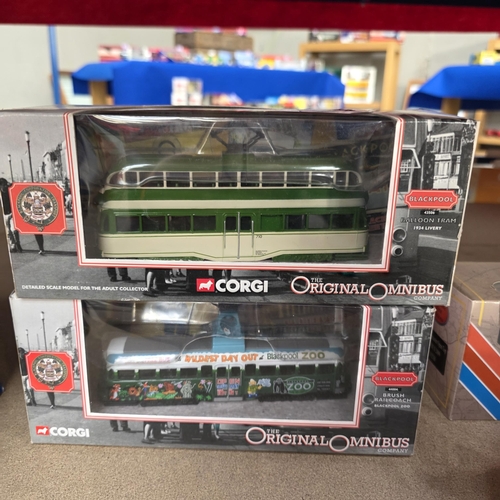 BLACKPOOL
BALLOON TRAM
1934 LIVERY
DETAILED SCALE MODEL FOR THE ADULT COLLECTOR
CORGI
THE
ORIGINAL OMNIBUS
COMPANY
WILDEST DAY OUT
Blackpool ZOO
ZOO
BLACKPOOL
BRUSH
RAILCOACH
BLACKPOOL ZOO
CORGI
THE
ORIGINAL OMNIBUS
COMPANY